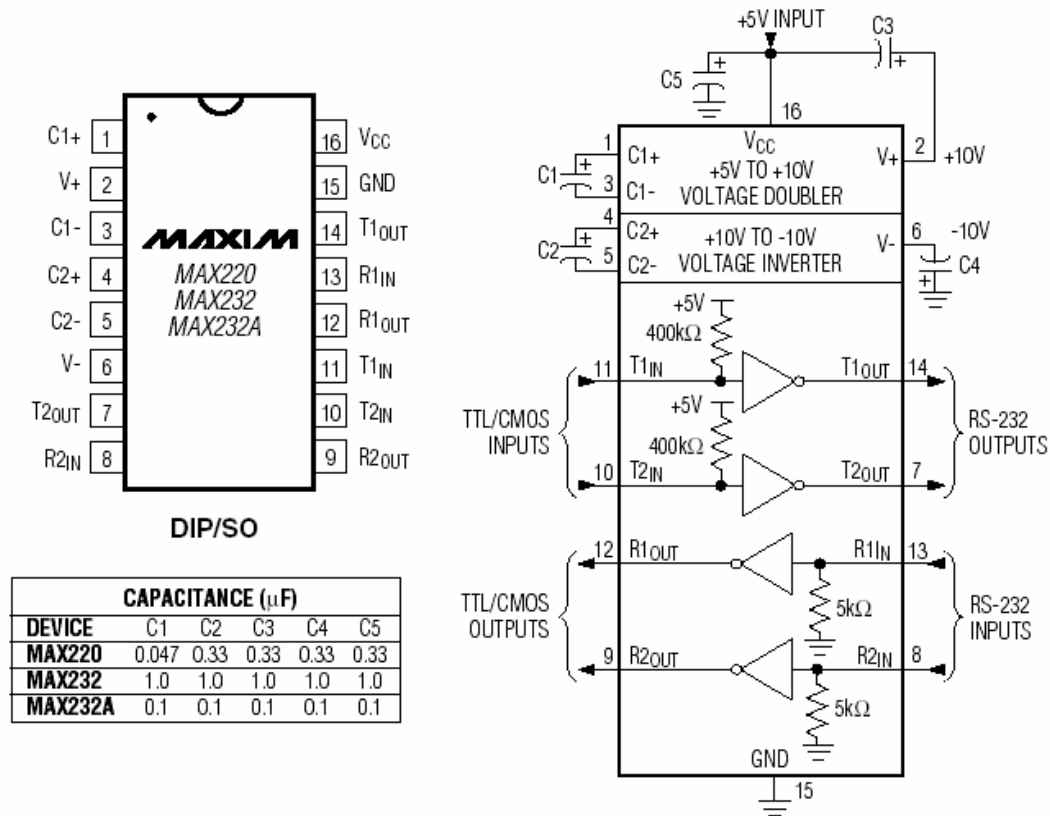 C1+ 1
V+ 2
C1- 3
C2+ 4
C2- 5
V- 6
T2OUT 7
R2IN 8
16 VCC
15 GND
14 T1OUT
13 R1IN
12 R1OUT
11 T1IN
10 T2IN
9 R2OUT
MAXIM
MAX220
MAX232
MAX232A
DIP/SO
CAPACITANCE (µF)
DEVICE C1 C2 C3 C4 C5
MAX220 0.047 0.33 0.33 0.33 0.33
MAX232 1.0 1.0 1.0 1.0 1.0
MAX232A 0.1 0.1 0.1 0.1 0.1
+5V INPUT
C3
+
C5
+
16
VCC
1
C1+
+5V TO +10V
VOLTAGE DOUBLER
V+
2
+10V
C1
+
3
C1-
4
C2+
+10V TO -10V
VOLTAGE INVERTER
V-
6
-10V
C2
+
5
C2-
C4
+
+5V
400kΩ
11
T1IN
T1OUT
14
TTL/CMOS
INPUTS
+5V
400kΩ
RS-232
OUTPUTS
10
T2IN
T2OUT
7
12
R1OUT
R1IN
13
TTL/CMOS
OUTPUTS
5kΩ
RS-232
INPUTS
9
R2OUT
R2IN
8
5kΩ
GND
15